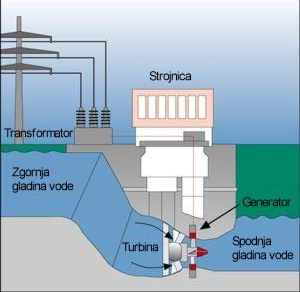 Strojnica
Transformator
Zgornja
gladina vode
Generator
Turbina
Spodnja
gladina vode